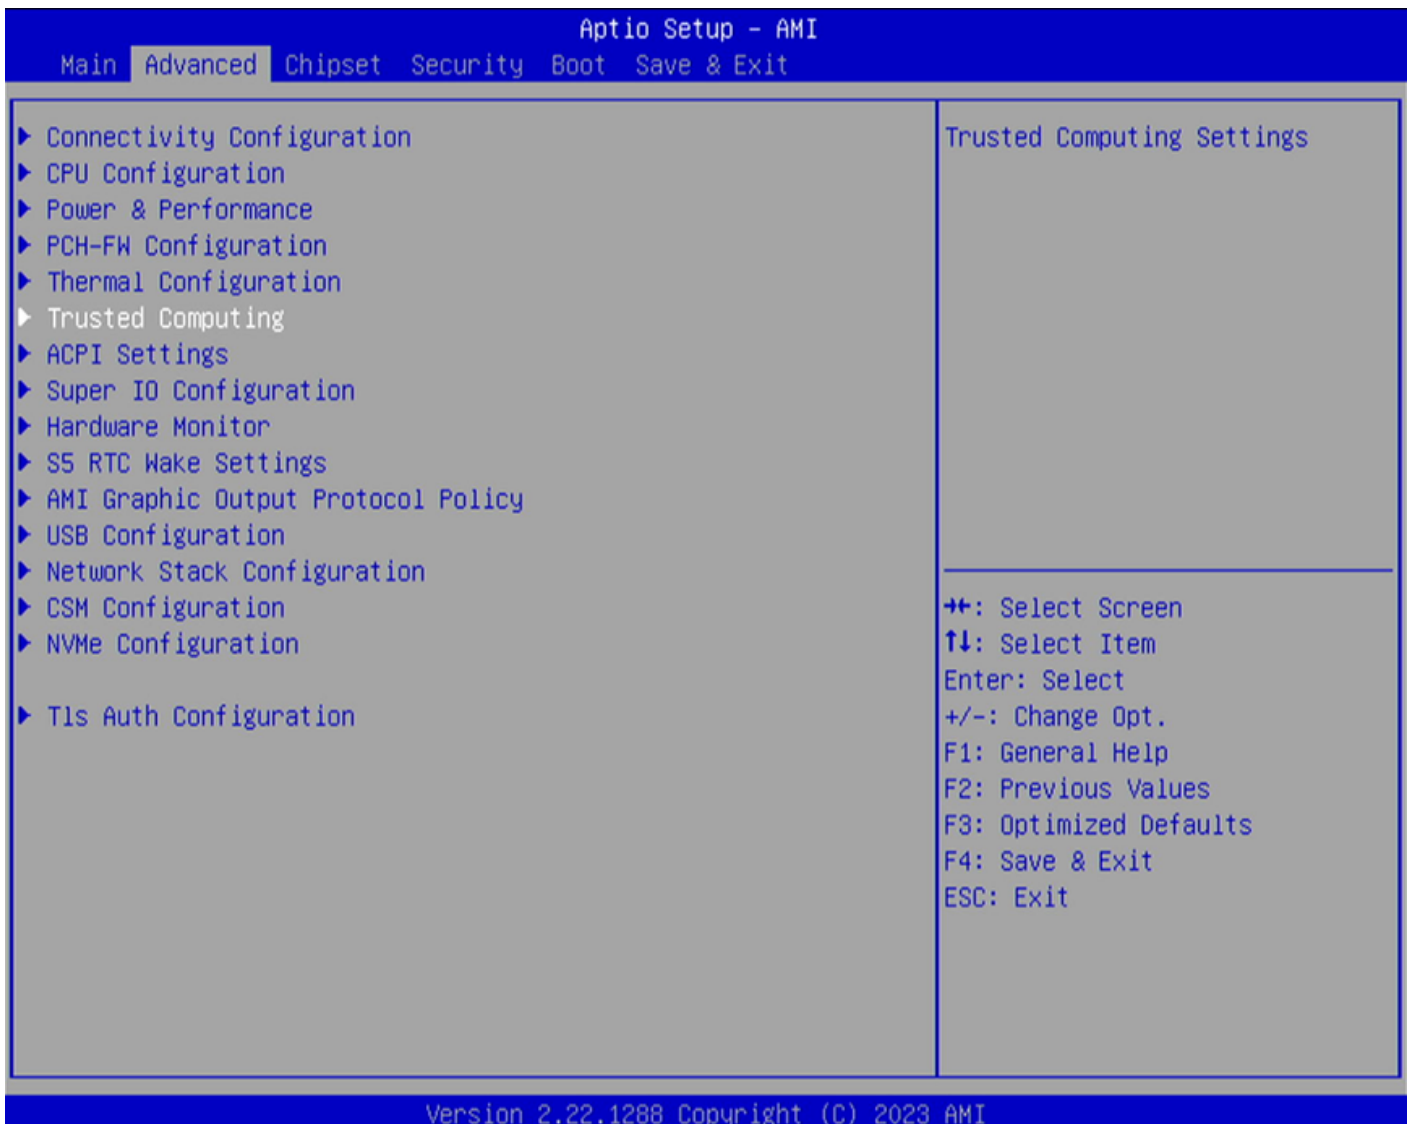 Aptio Setup – AMI
Main Advanced Chipset Security Boot Save & Exit
Connectivity Configuration
CPU Configuration
Power & Performance
PCH-FW Configuration
Thermal Configuration
Trusted Computing
ACPI Settings
Super IO Configuration
Hardware Monitor
S5 RTC Wake Settings
AMI Graphic Output Protocol Policy
USB Configuration
Network Stack Configuration
CSM Configuration
NVMe Configuration
Tls Auth Configuration
Trusted Computing Settings
→←: Select Screen
↑↓: Select Item
Enter: Select
+/-: Change Opt.
F1: General Help
F2: Previous Values
F3: Optimized Defaults
F4: Save & Exit
ESC: Exit
Version 2.22.1288 Copyright (C) 2023 AMI